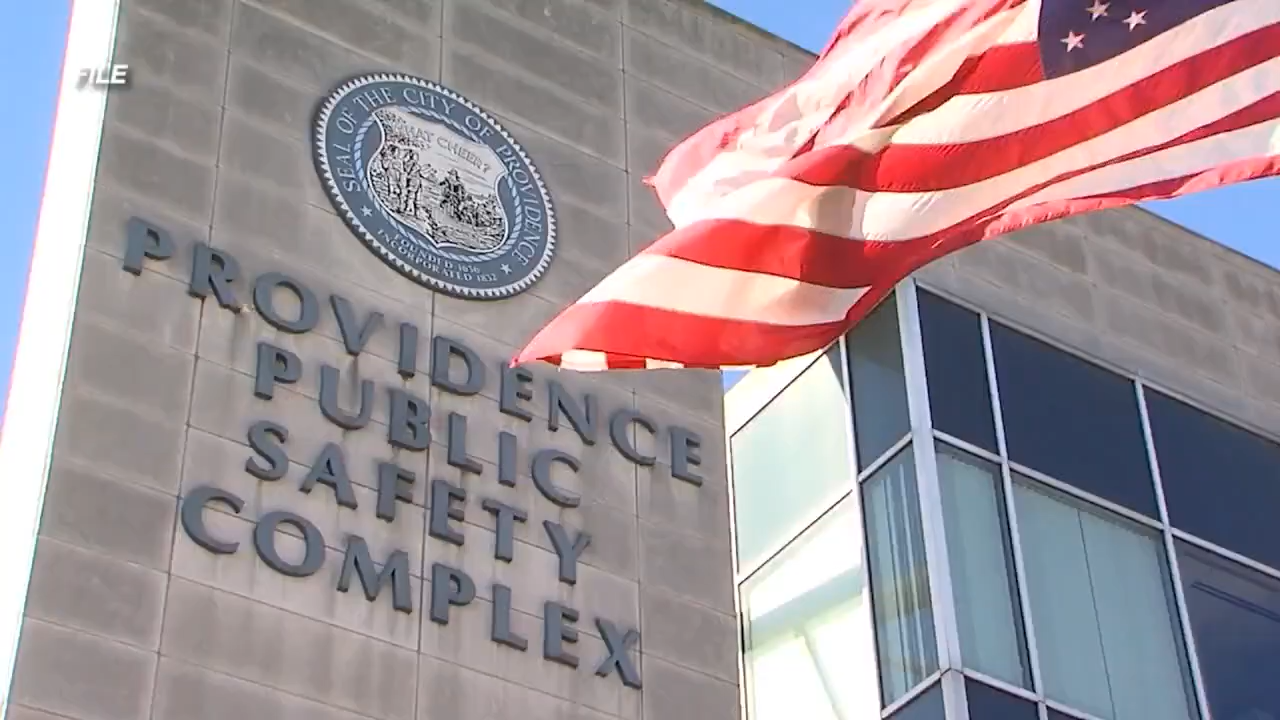 FILE
SEAL OF THE CITY OF PROVIDENCE
WHAT CHEER?
FOUNDED 1636
INCORPORATED 1832
PROVIDENCE
PUBLIC
SAFETY
COMPLEX